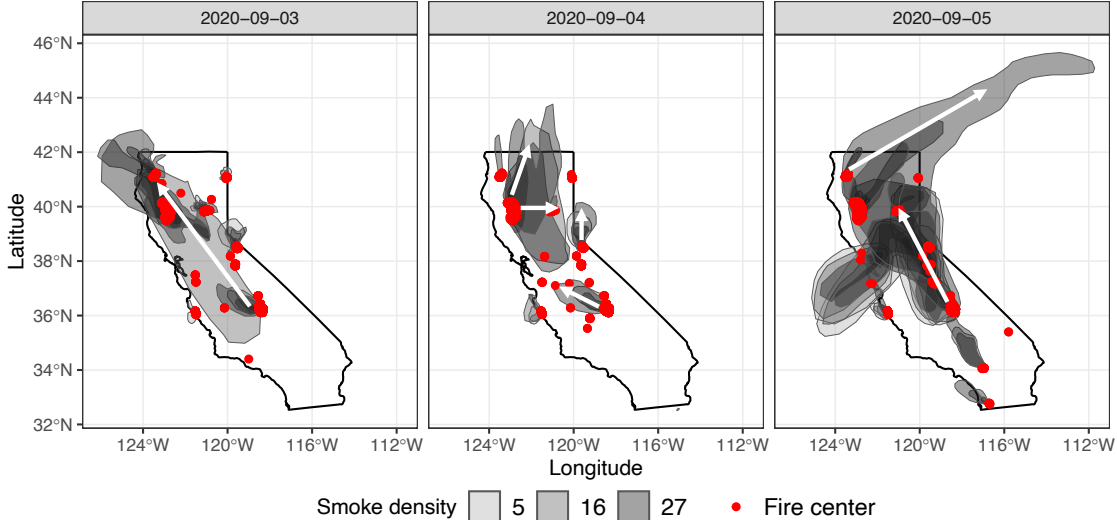 2020−09−03 2020−09−04 2020−09−05
46°N
44°N
42°N
40°N
38°N
36°N
34°N
32°N
Latitude
124°W 120°W 116°W 112°W 124°W 120°W 116°W 112°W 124°W 120°W 116°W 112°W
Longitude
Smoke density 5 16 27 Fire center